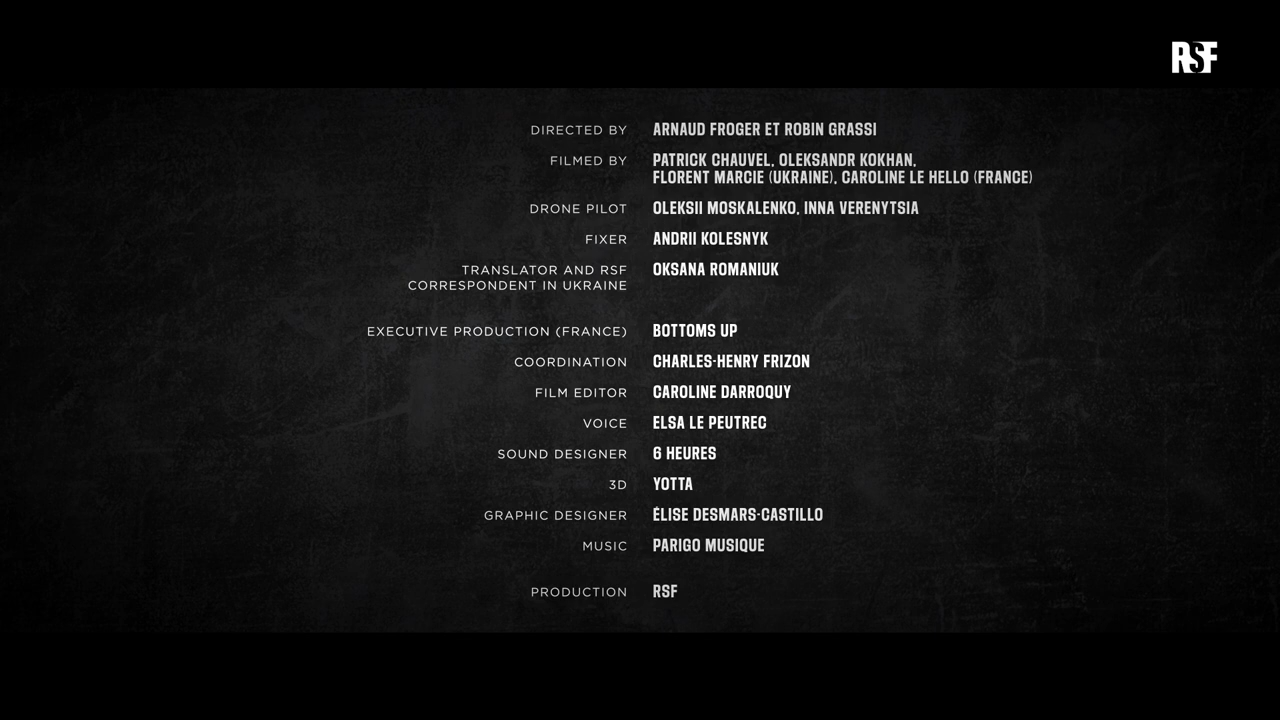 RSF
DIRECTED BY ARNAUD FROGER ET ROBIN GRASSI
FILMED BY PATRICK CHAUVEL, OLEKSANDR KOKHAN,
FLORENT MARCIE (UKRAINE), CAROLINE LE HELLO (FRANCE)
DRONE PILOT OLEKSII MOSKALENKO, INNA VERENYTSIA
FIXER ANDRII KOLESNYK
TRANSLATOR AND RSF OKSANA ROMANIUK
CORRESPONDENT IN UKRAINE
EXECUTIVE PRODUCTION (FRANCE) BOTTOMS UP
COORDINATION CHARLES-HENRY FRIZON
FILM EDITOR CAROLINE DARROQUY
VOICE ELSA LE PEUTREC
SOUND DESIGNER 6 HEURES
3D YOTTA
GRAPHIC DESIGNER ÉLISE DESMARS-CASTILLO
MUSIC PARIGO MUSIQUE
PRODUCTION RSF